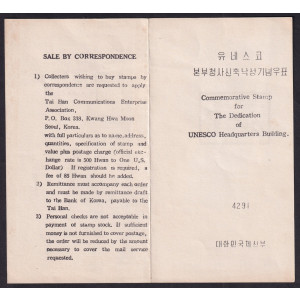 SALE BY CORRESPONDENCE
1) Collectors wishing to buy stamps by
correspondence are requested to apply
the
Tai Han Communications Enterprise
Association,
P. O. Box 338, Kwang Hwa Moon
Seoul, Korea.
with full particulars as to name, address,
quantities, specification of stamp and
value plus postage charge (official exchange
rate is 500 Hwan to One U.S.
Dollar) If registration is required, a
fee of 85 Hwan should be added.
2) Remittance must accompany each order
and must be made by remittance draft
to the Bank of Korea, payable to the
Tai Han.
3) Personal checks are not acceptable in
payment of stamp stock. If sufficient
money is not furnished to cover postage,
the order will be reduced by the amount
necessary to cover the mail service
requested.
유네스코
본부청사신축낙성기념우표
Commemorative Stamp
for
The Dedication
of
UNESCO Headquarters Building.
4291
대한민국체신부